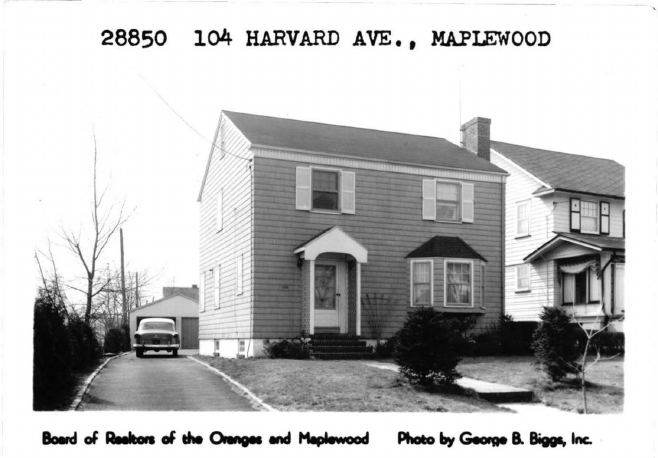 28850 104 HARVARD AVE., MAPLEWOOD
Board of Realtors of the Oranges and Maplewood Photo by George B. Biggs, Inc.